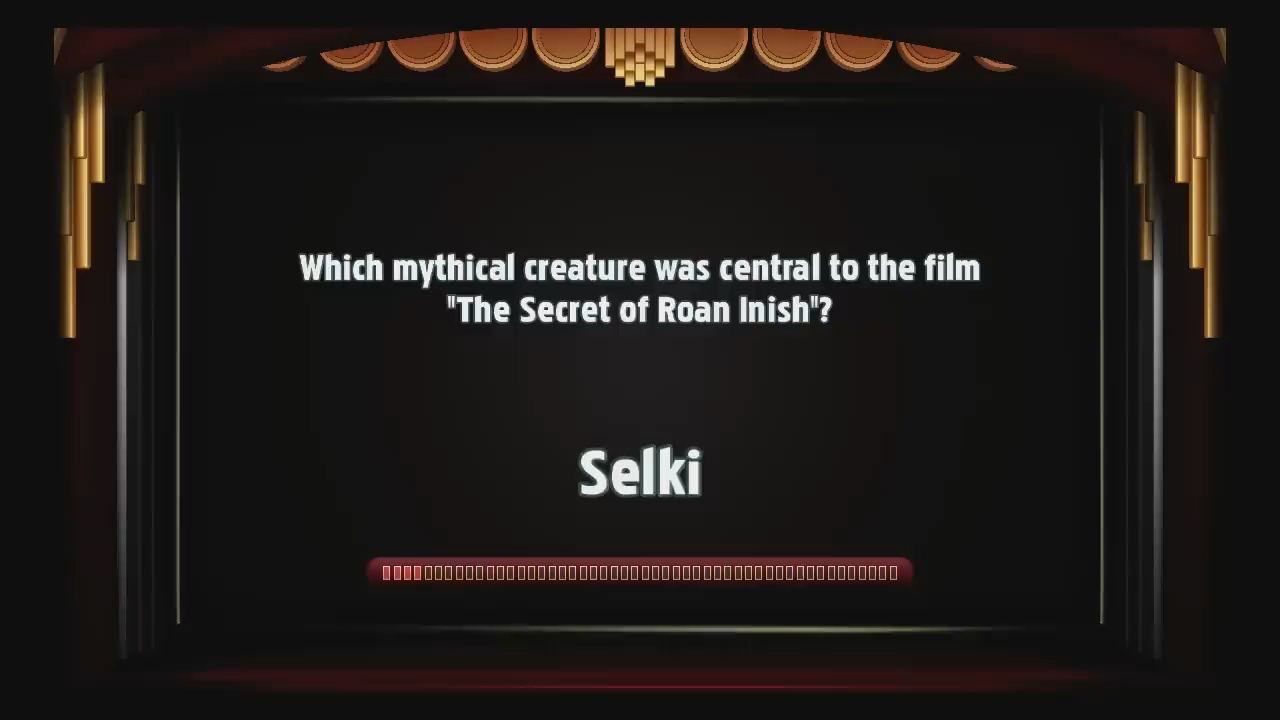 Which mythical creature was central to the film
"The Secret of Roan Inish"?
Selki